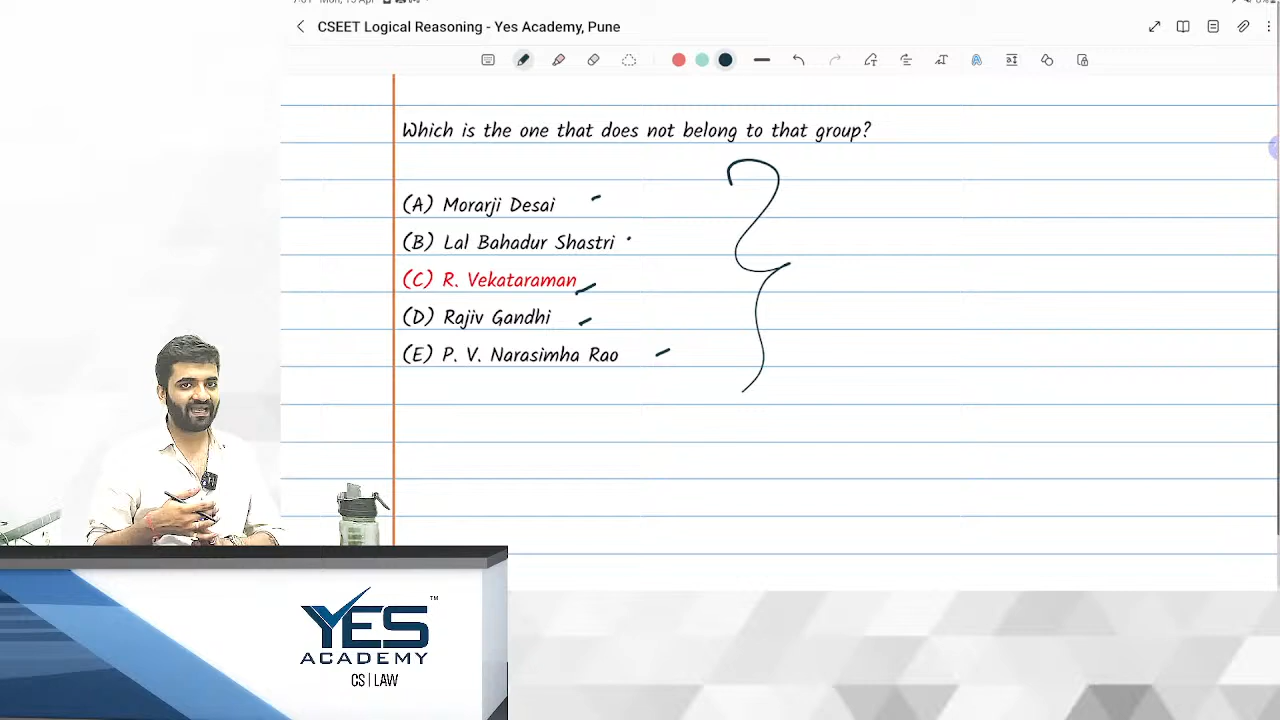 CSEET Logical Reasoning - Yes Academy, Pune
Which is the one that does not belong to that group?
(A) Morarji Desai
(B) Lal Bahadur Shastri
(C) R. Vekataraman
(D) Rajiv Gandhi
(E) P. V. Narasimha Rao
YES
TM
ACADEMY
CS | LAW